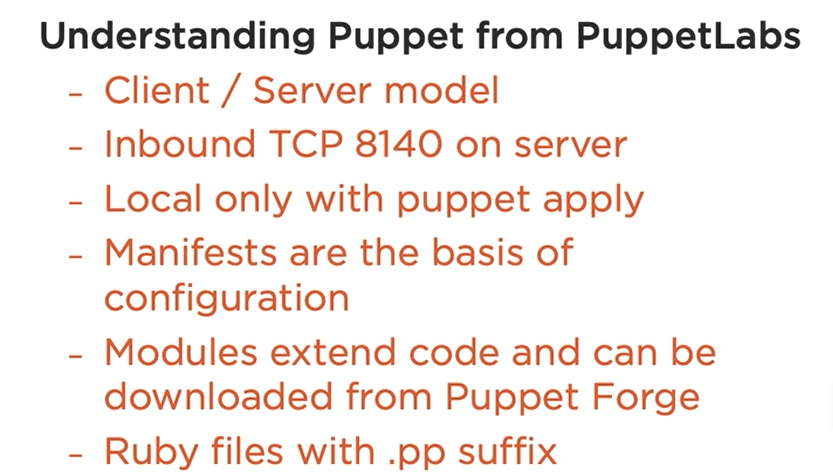 Understanding Puppet from PuppetLabs
– Client / Server model
– Inbound TCP 8140 on server
– Local only with puppet apply
– Manifests are the basis of
configuration
– Modules extend code and can be
downloaded from Puppet Forge
– Ruby files with .pp suffix